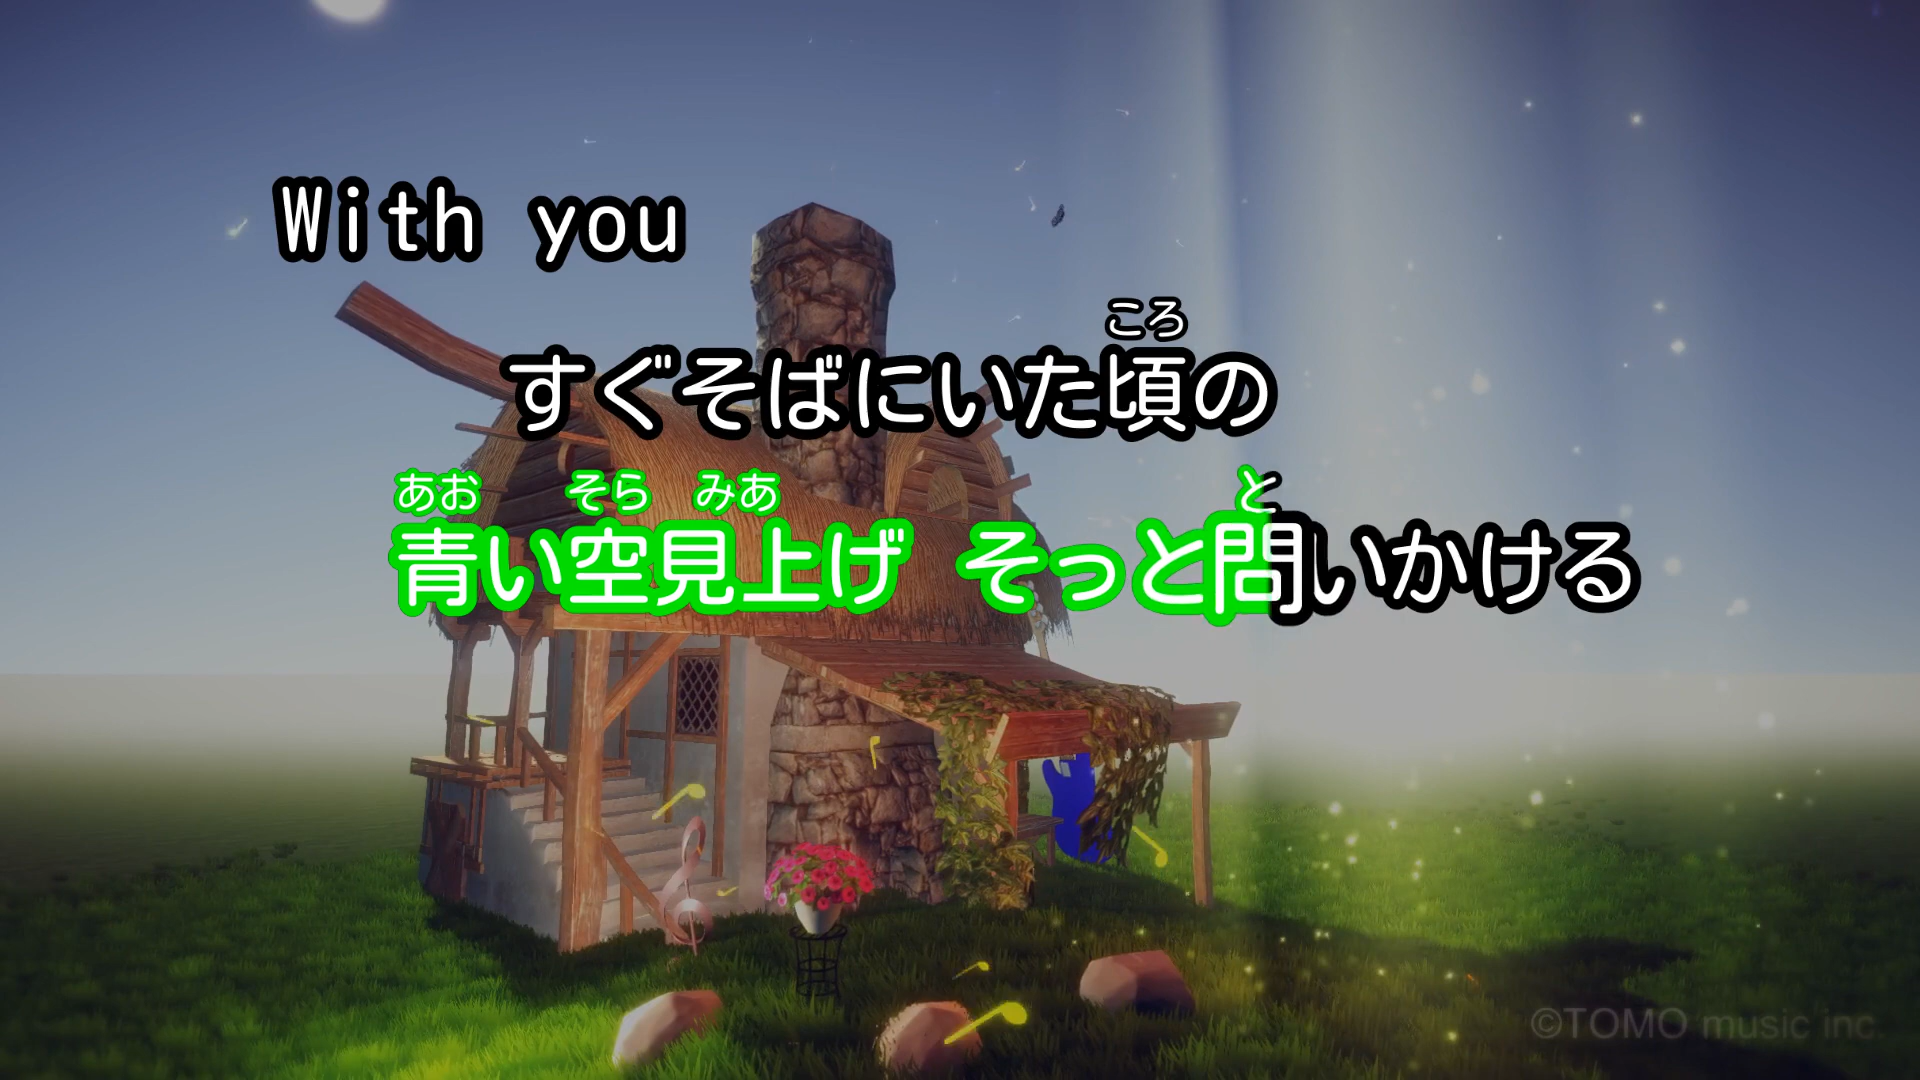 With you
ころ
すぐそばにいた頃の
あお そら みあ と
青い空見上げ そっと問いかける
©TOMO music inc